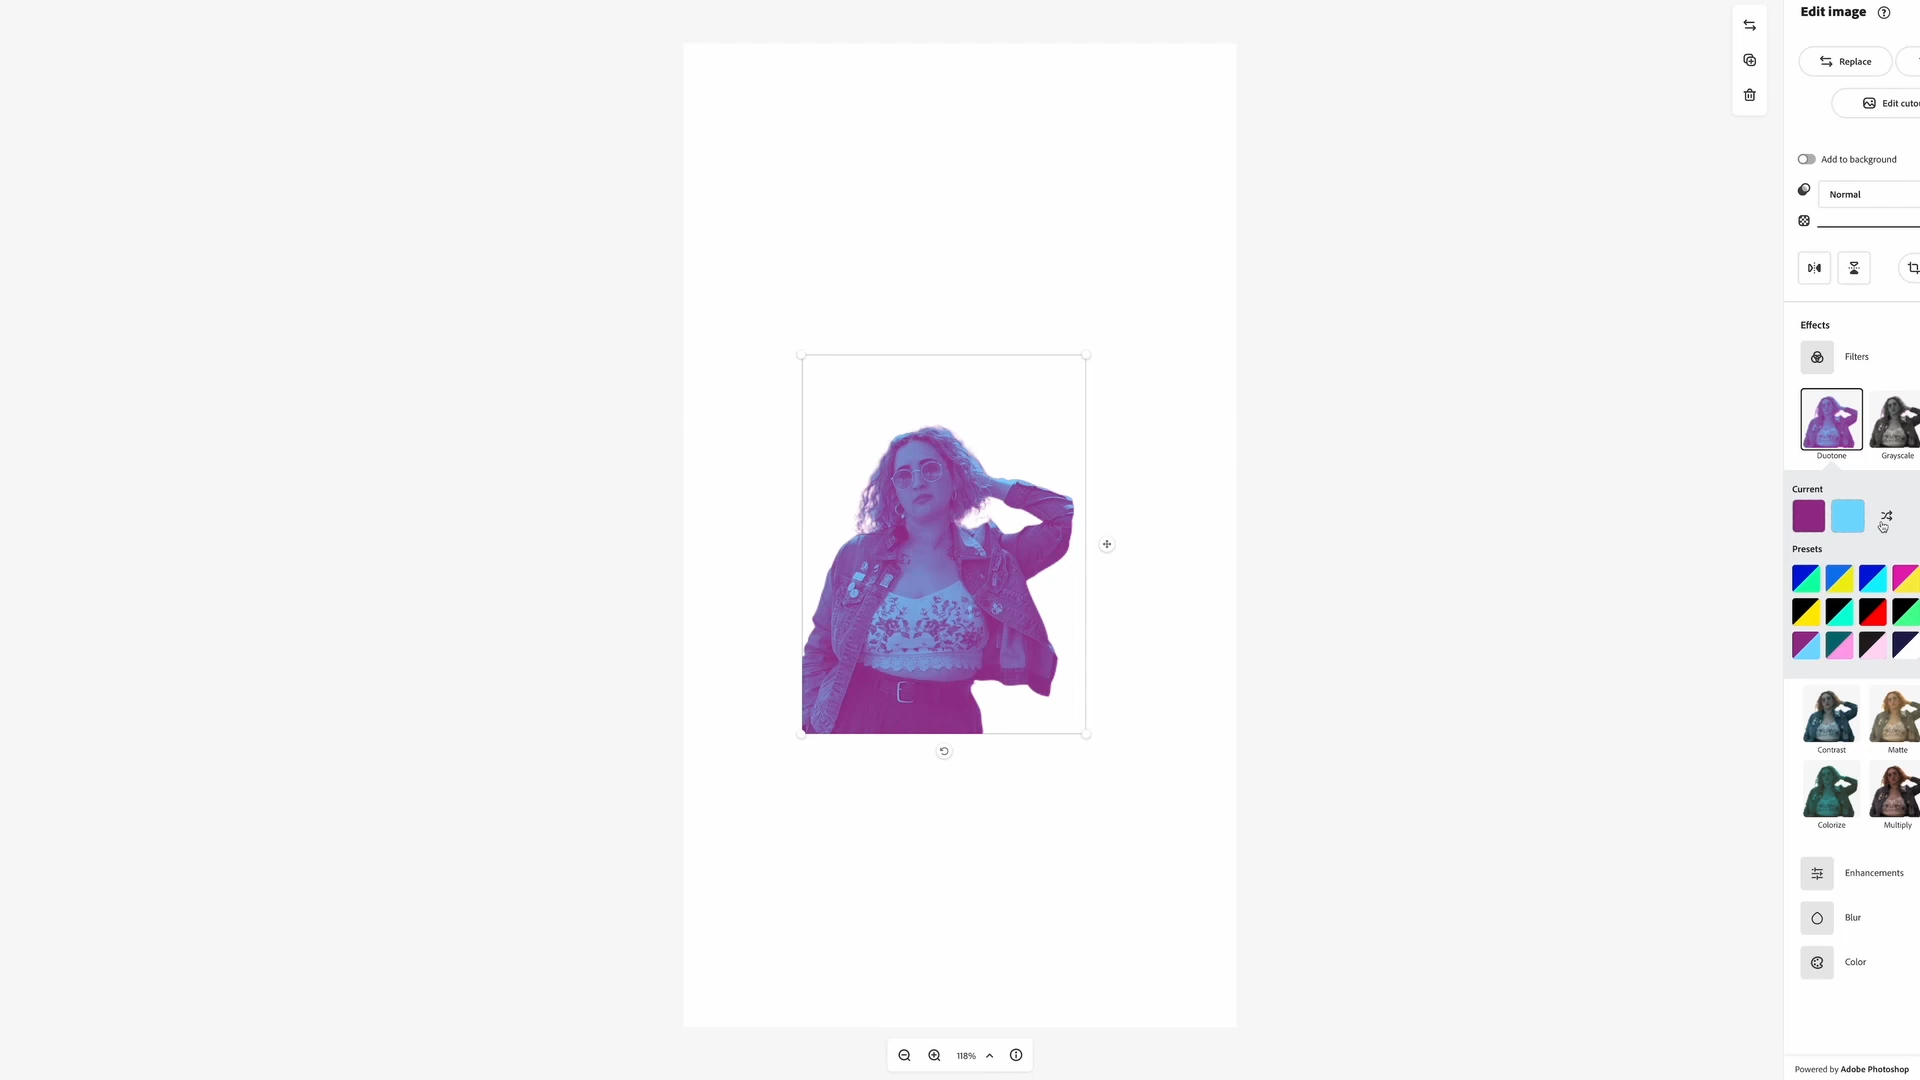 Edit image
Replace
Edit cuto
Add to background
Normal
Effects
Filters
Duotone
Grayscale
Current
Presets
Contrast
Matte
Colorize
Multiply
Enhancements
Blur
Color
118%
Powered by Adobe Photoshop